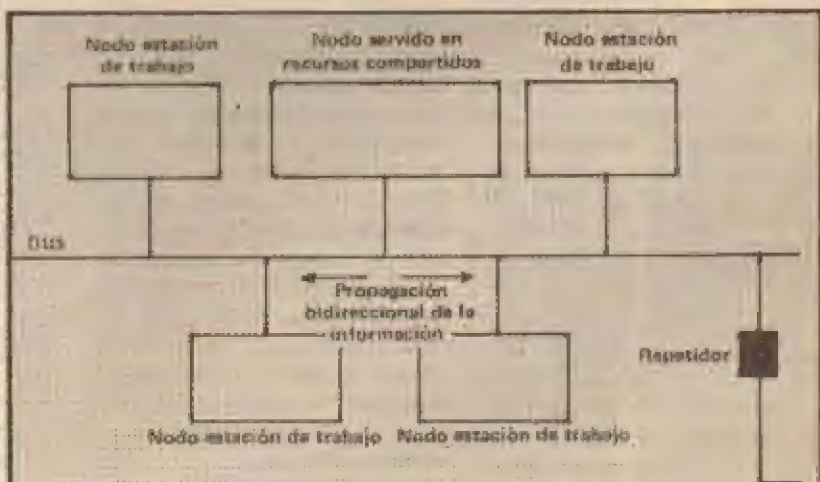 Nodo estación
de trabajo
Nodo servido en
recursos compartidos
Nodo estación
de trabajo
BUS
Propagación
bidireccional de la
información
Repetidor
Nodo estación de trabajo
Nodo estación de trabajo